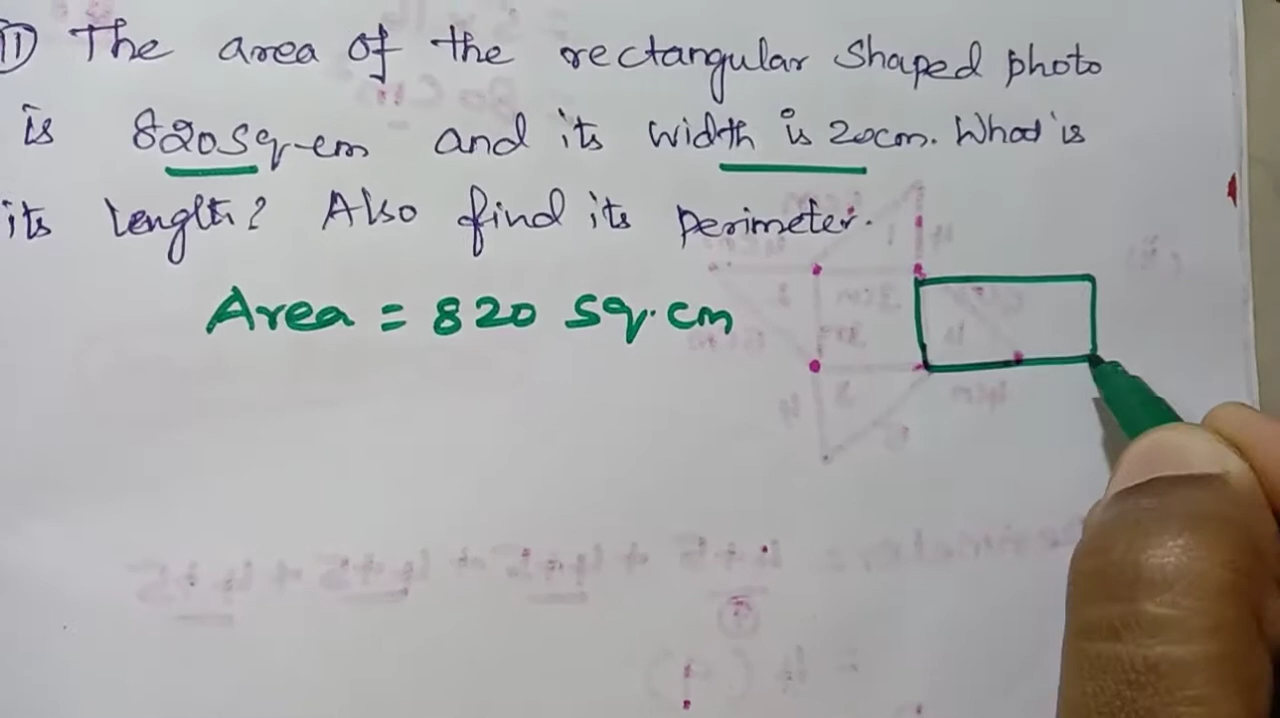 11) The area of the rectangular shaped photo
is 820 sq.cm and its width is 20cm. What is
its length? Also find its perimeter.
Area = 820 sq.cm